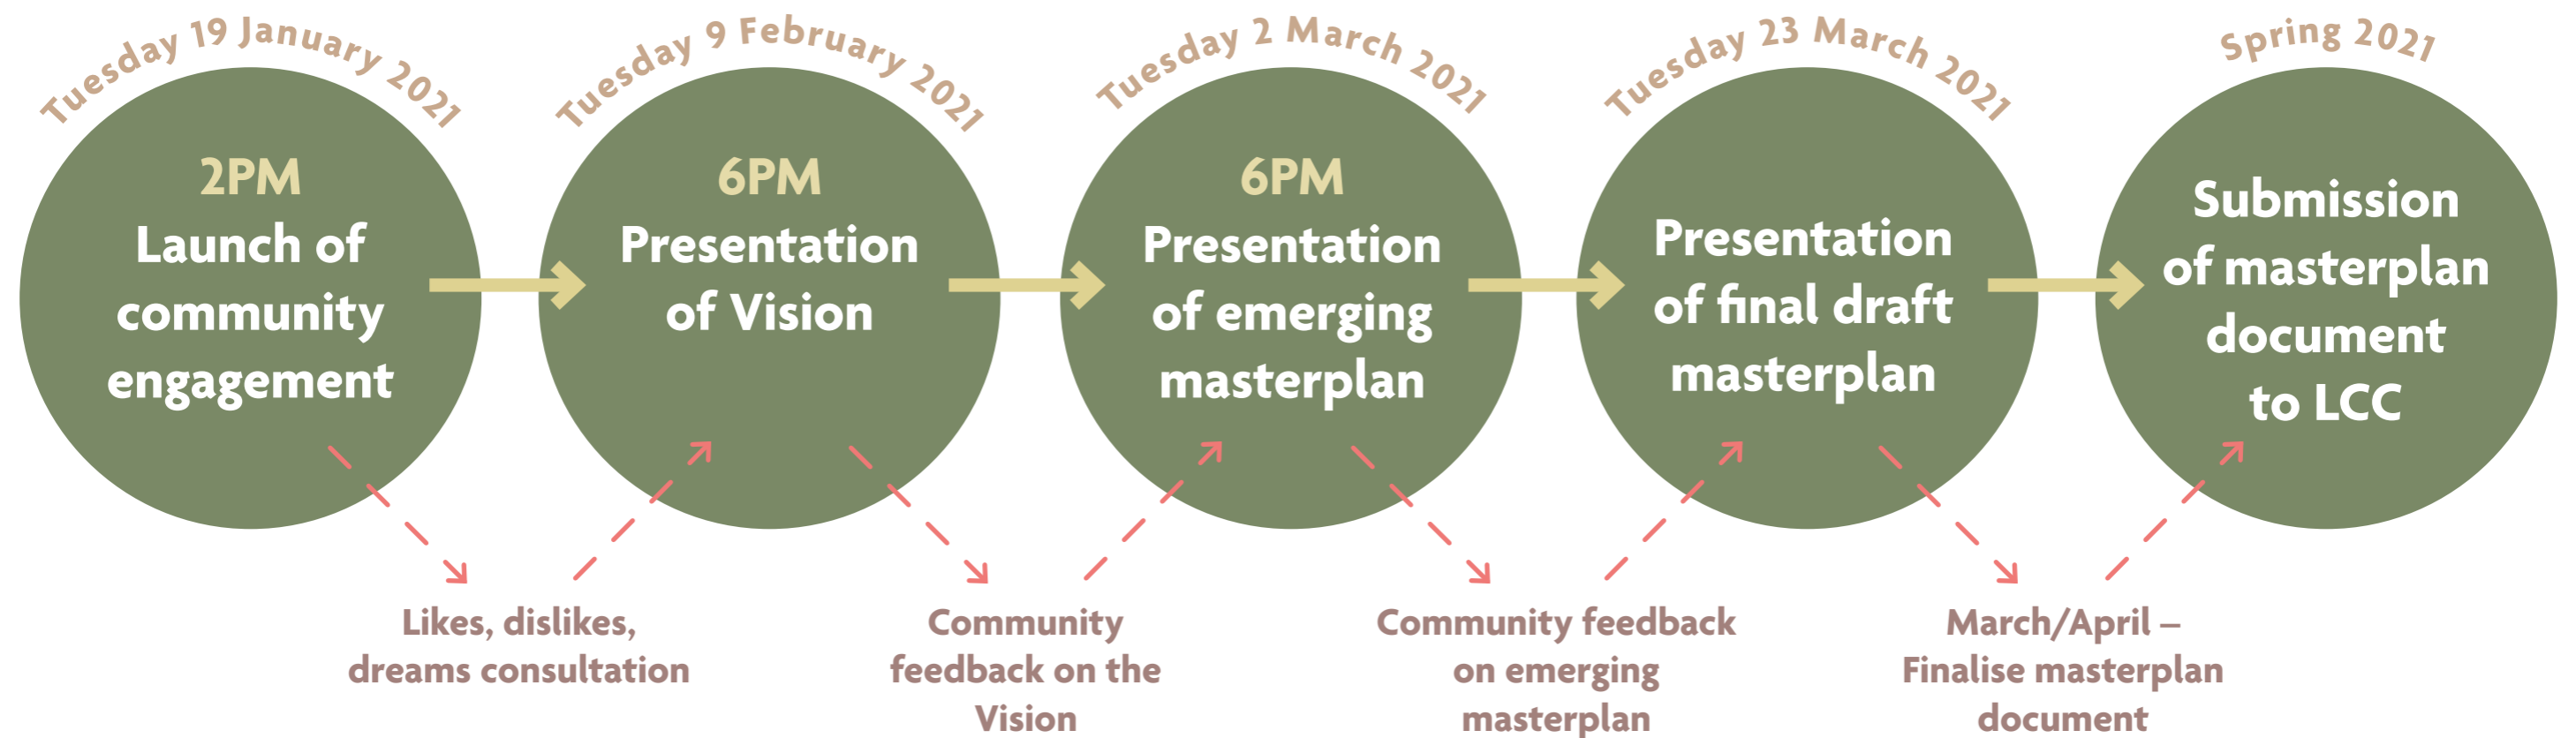 Tuesday 19 January 2021
2PM
Launch of
community
engagement
Tuesday 9 February 2021
6PM
Presentation
of Vision
Tuesday 2 March 2021
6PM
Presentation
of emerging
masterplan
Tuesday 23 March 2021
Presentation
of final draft
masterplan
Spring 2021
Submission
of masterplan
document
to LCC
Likes, dislikes,
dreams consultation
Community
feedback on the
Vision
Community feedback
on emerging
masterplan
March/April –
Finalise masterplan
document